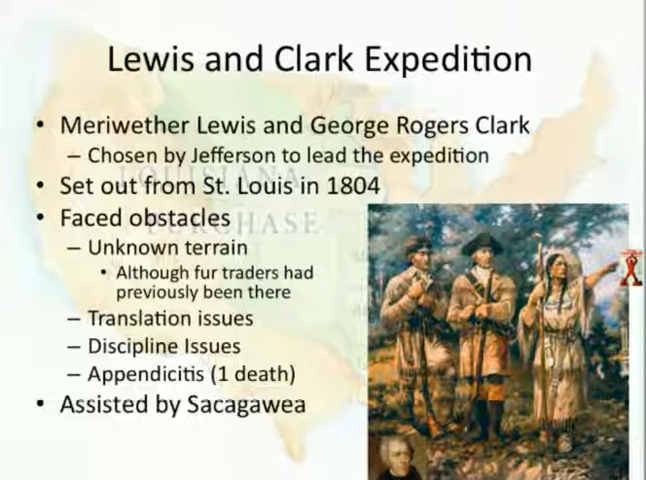 Lewis and Clark Expedition
• Meriwether Lewis and George Rogers Clark
– Chosen by Jefferson to lead the expedition
• Set out from St. Louis in 1804
• Faced obstacles
– Unknown terrain
• Although fur traders had
previously been there
– Translation issues
– Discipline Issues
– Appendicitis (1 death)
• Assisted by Sacagawea
LOUISIANA
PURCHASE